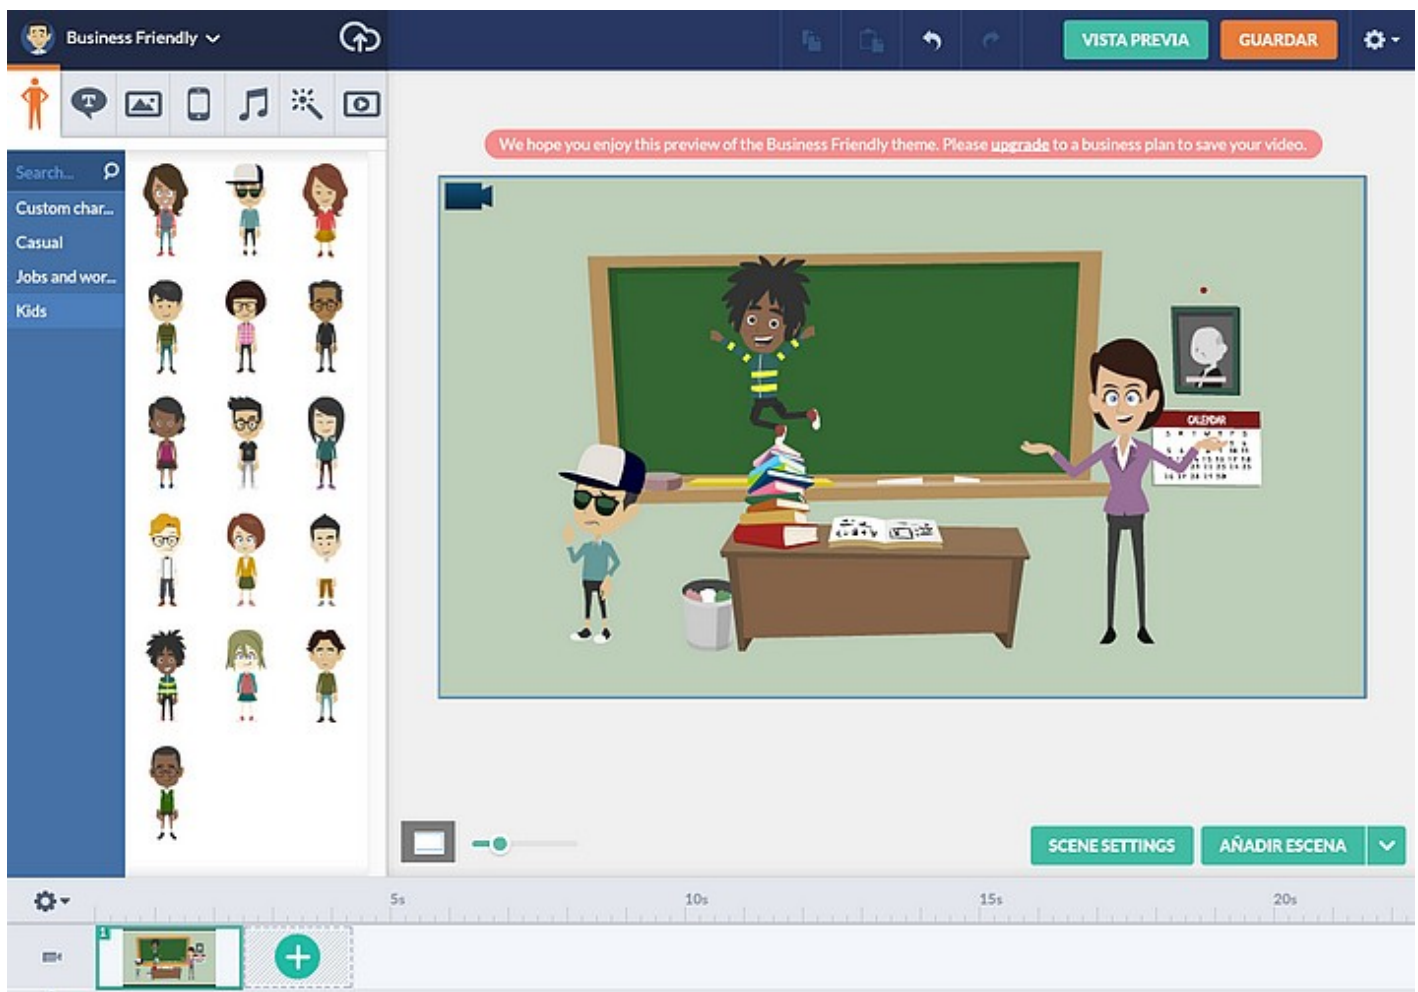 Business Friendly
VISTA PREVIA
GUARDAR
T
Search...
Custom char...
Casual
Jobs and wor...
Kids
We hope you enjoy this preview of the Business Friendly theme. Please upgrade to a business plan to save your video.
CALENDAR
SCENE SETTINGS
AÑADIR ESCENA
5s
10s
15s
20s
1